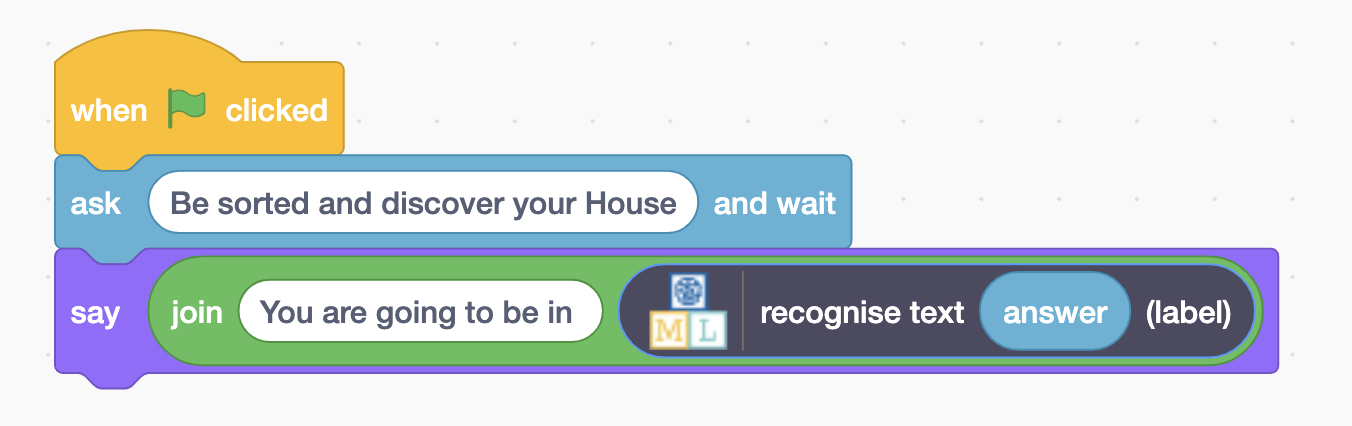 when clicked
ask Be sorted and discover your House and wait
say join You are going to be in ML recognise text answer (label)